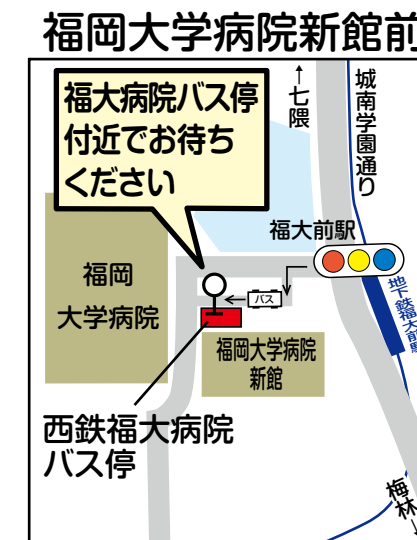 福岡大学病院新館前
福大病院バス停
付近でお待ち
ください
↑七隈
城南学園通り
福大前駅
地下鉄福大前駅
福岡
大学病院
バス
福岡大学病院
新館
西鉄福大病院
バス停
梅林